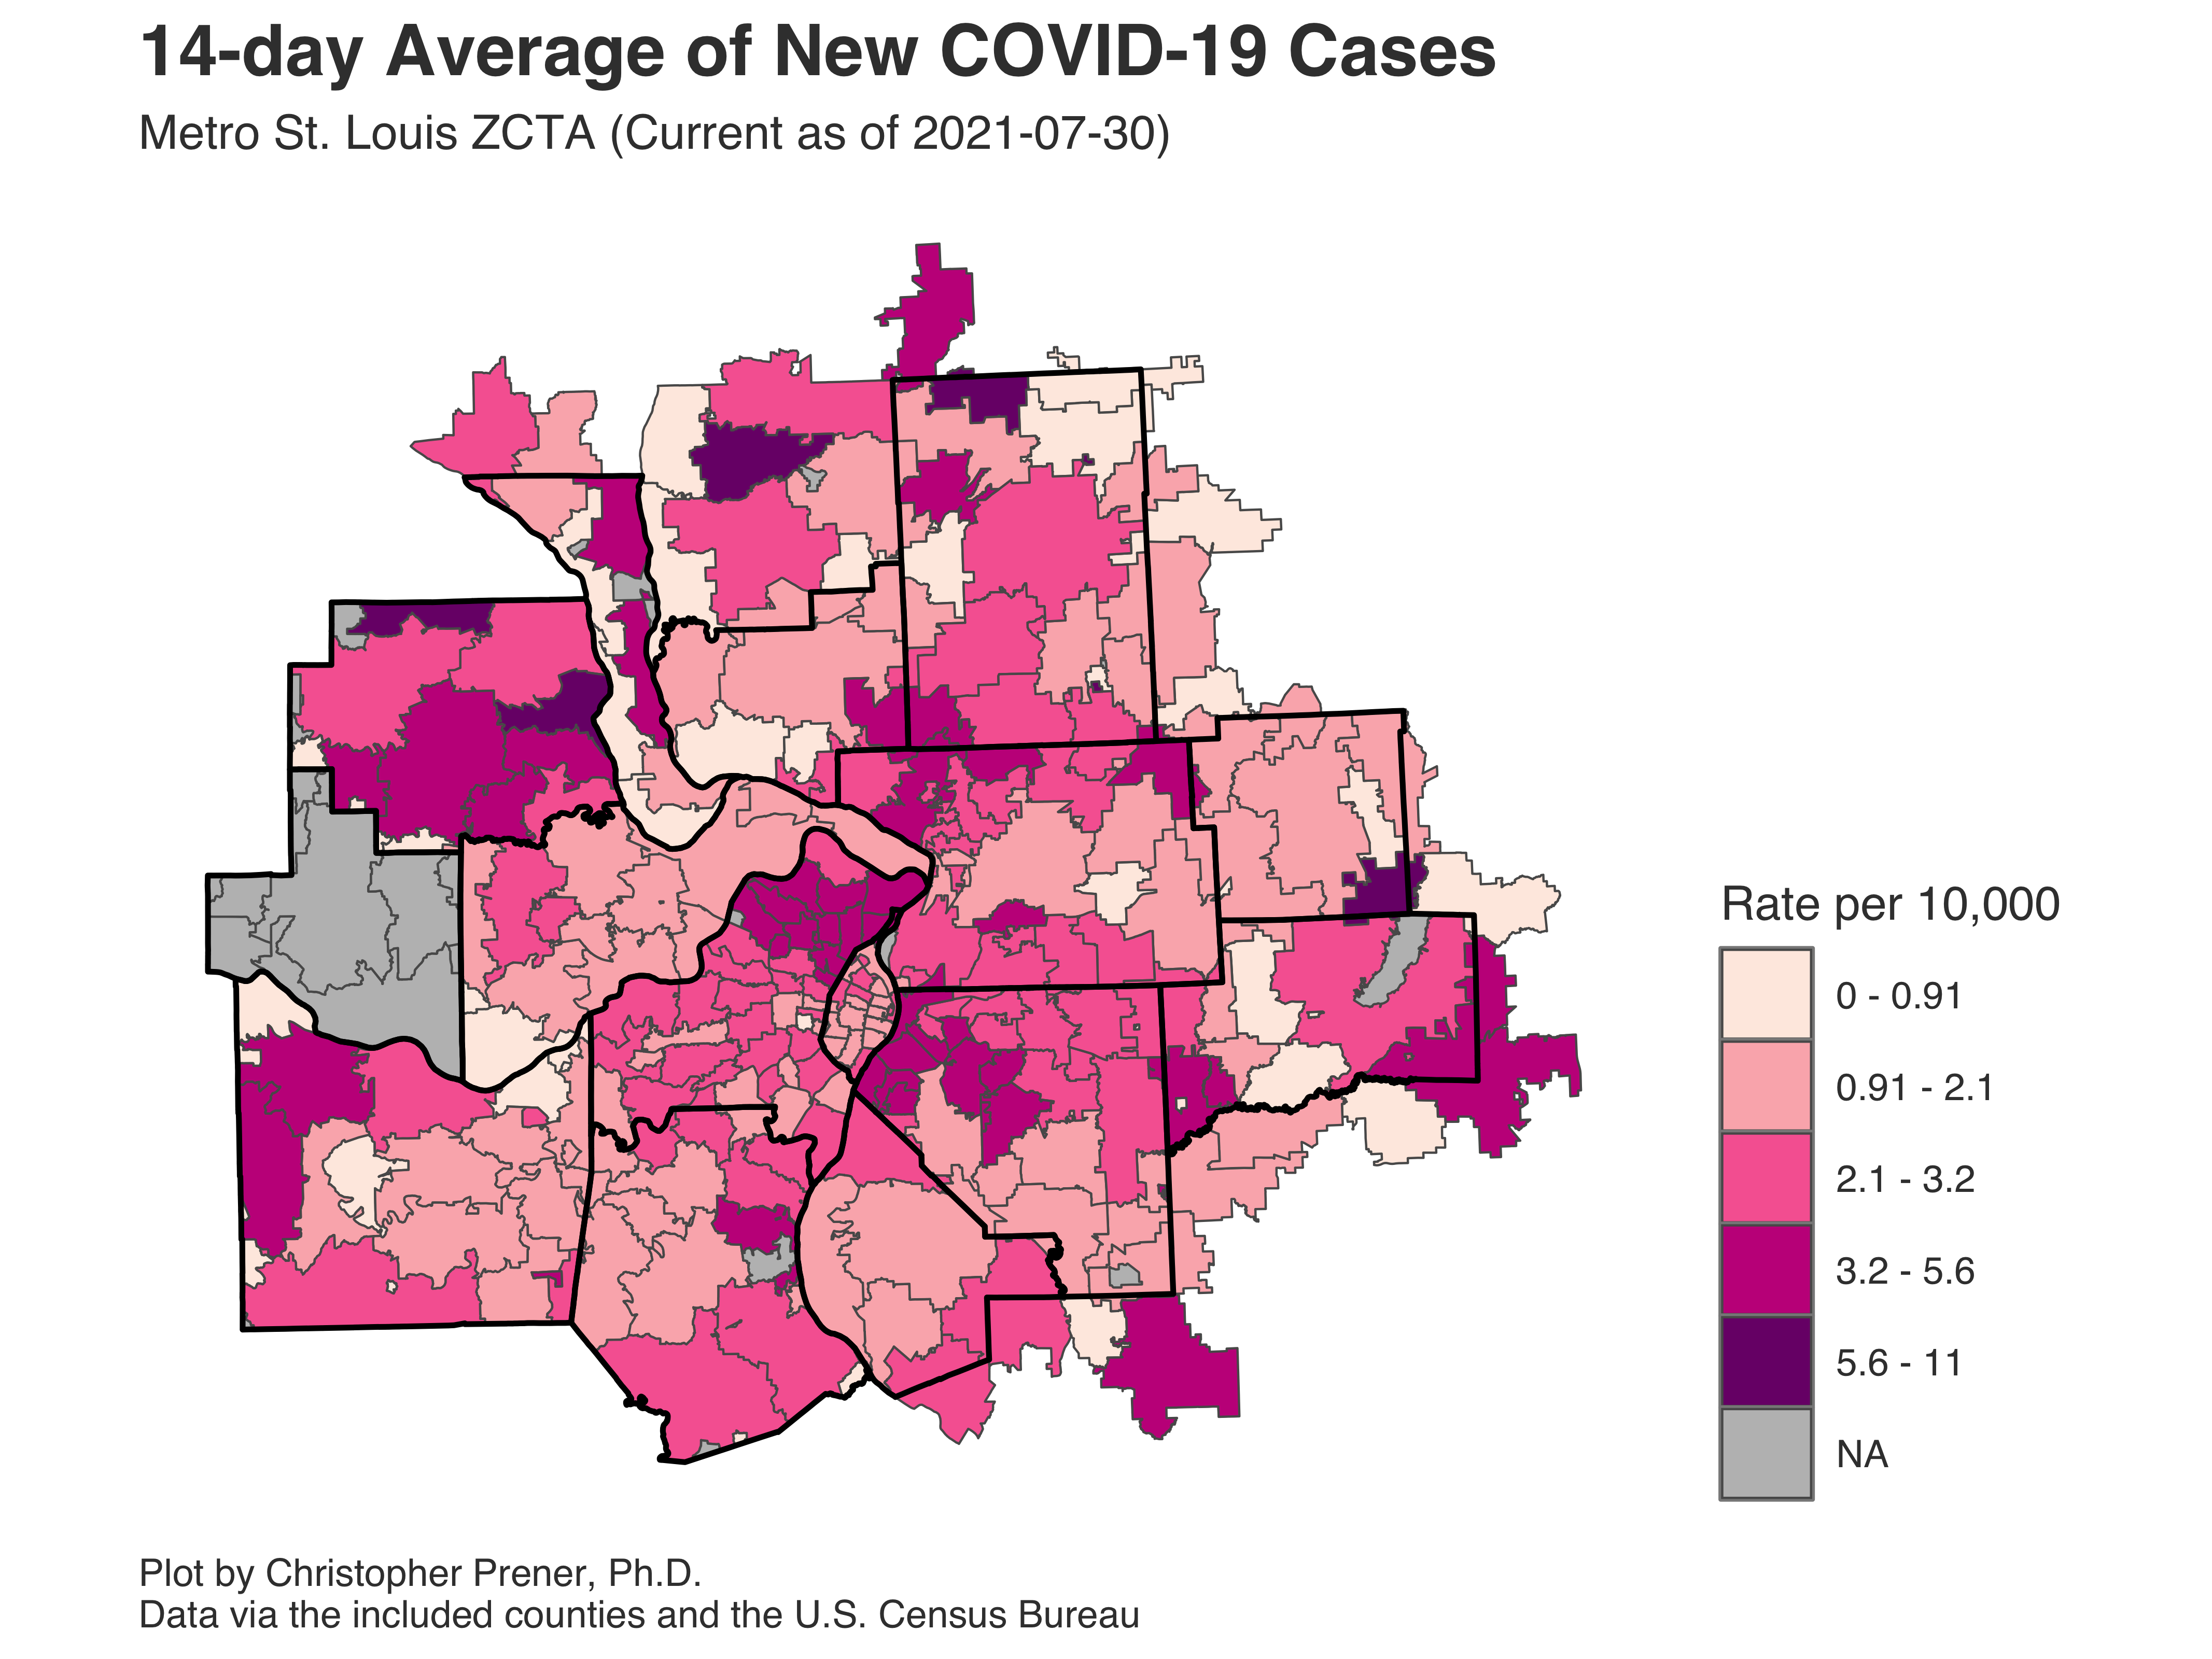 14-day Average of New COVID-19 Cases
Metro St. Louis ZCTA (Current as of 2021-07-30)
Rate per 10,000
0 - 0.91
0.91 - 2.1
2.1 - 3.2
3.2 - 5.6
5.6 - 11
NA
Plot by Christopher Prener, Ph.D.
Data via the included counties and the U.S. Census Bureau